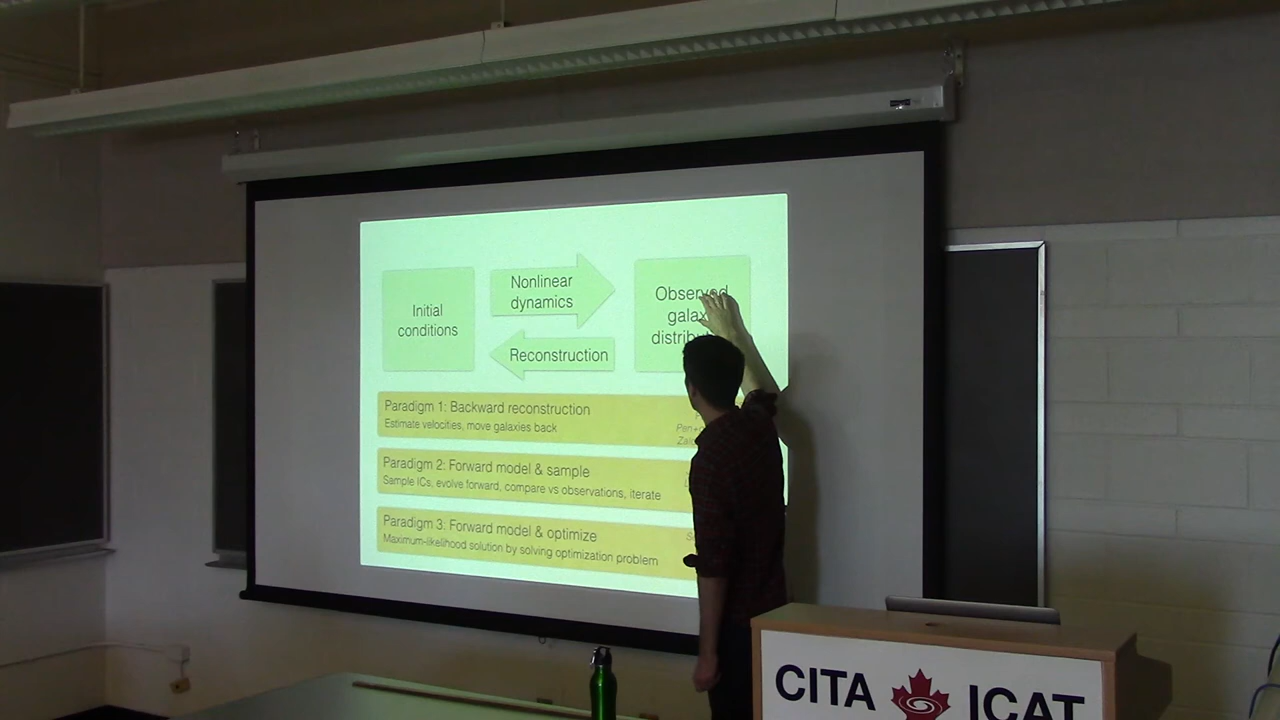 Initial
conditions
Nonlinear
dynamics
Reconstruction
Observed
Paradigm 1: Backward reconstruction
Estimate velocities, move galaxies back
Paradigm 2: Forward model & sample
Sample ICs, evolve forward, compare vs observations, iterate
Paradigm 3: Forward model & optimize
Maximum-likelihood solution by solving optimization problem
CITA ICAT